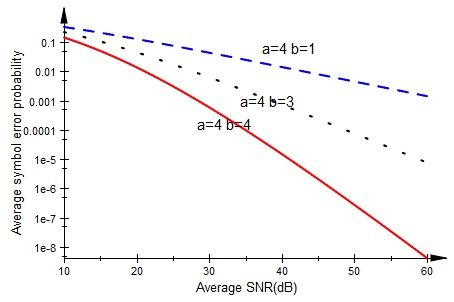 0.1
0.01
0.001
0.0001
1e-5
1e-6
1e-7
1e-8
Average symbol error probability
a=4 b=1
a=4 b=3
a=4 b=4
10 20 30 40 50 60
Average SNR(dB)